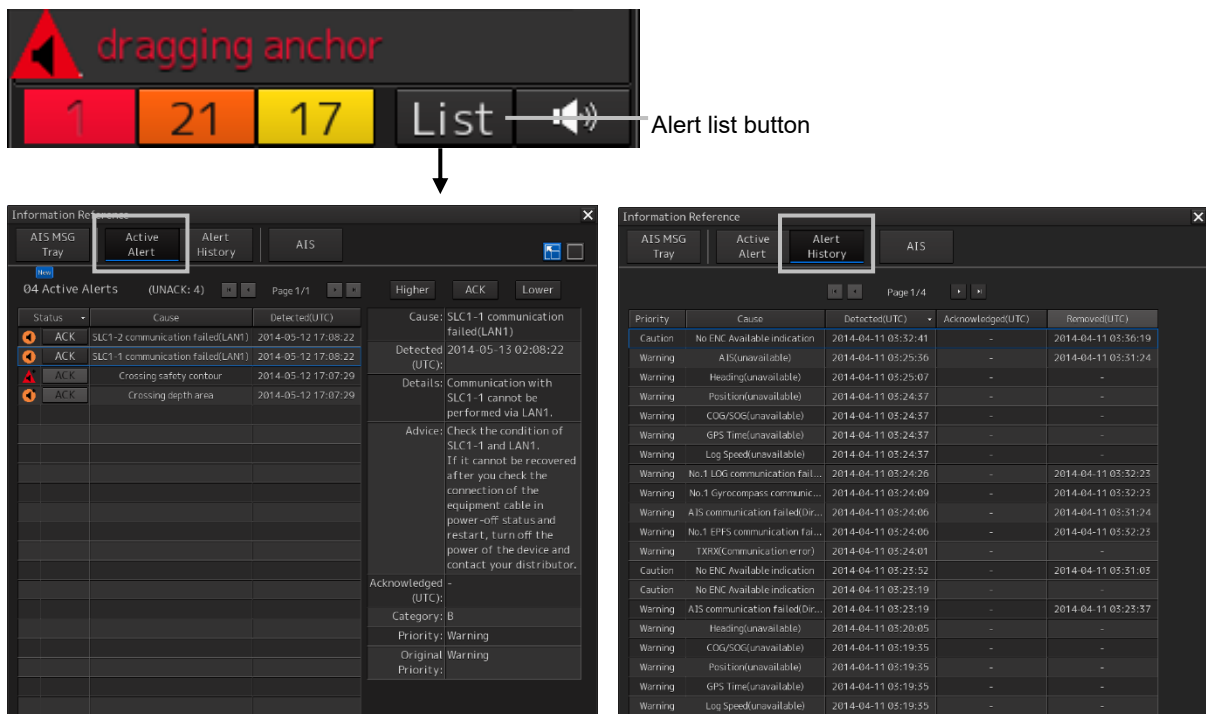 dragging anchor
1 21 17 List
Alert list button
Information Reference
AIS MSG Tray
Active Alert
Alert History
AIS
New
04 Active Alerts (UNACK: 4) Page 1/1 Higher ACK Lower
Status Cause Detected(UTC)
ACK SLC1-2 communication failed(LAN1) 2014-05-12 17:08:22
ACK SLC1-1 communication failed(LAN1) 2014-05-12 17:08:22
ACK Crossing safety contour 2014-05-12 17:07:29
ACK Crossing depth area 2014-05-12 17:07:29
Cause: SLC1-1 communication
failed(LAN1)
Detected 2014-05-13 02:08:22
(UTC):
Details: Communication with
SLC1-1 cannot be
performed via LAN1.
Advice: Check the condition of
SLC1-1 and LAN1.
If it cannot be recovered
after you check the
connection of the
equipment cable in
power-off status and
restart, turn off the
power of the device and
contact your distributor.
Acknowledged -
(UTC):
Category: B
Priority: Warning
Original Warning
Priority:
Information Reference
AIS MSG Tray
Active Alert
Alert History
AIS
Page 1/4
Priority Cause Detected(UTC) Acknowledged(UTC) Removed(UTC)
Caution No ENC Available indication 2014-04-11 03:32:41 - 2014-04-11 03:36:19
Warning AIS(unavailable) 2014-04-11 03:25:36 - 2014-04-11 03:31:24
Warning Heading(unavailable) 2014-04-11 03:25:07 - -
Warning Position(unavailable) 2014-04-11 03:24:37 - -
Warning COG/SOG(unavailable) 2014-04-11 03:24:37 - -
Warning GPS Time(unavailable) 2014-04-11 03:24:37 - -
Warning Log Speed(unavailable) 2014-04-11 03:24:37 - -
Warning No.1 LOG communication fail... 2014-04-11 03:24:26 - 2014-04-11 03:32:23
Warning No.1 Gyrocompass communic... 2014-04-11 03:24:09 - 2014-04-11 03:32:23
Warning AIS communication failed(Dir... 2014-04-11 03:24:06 - 2014-04-11 03:31:24
Warning No.1 EPFS communication fai... 2014-04-11 03:24:06 - 2014-04-11 03:32:23
Warning TXRX(Communication error) 2014-04-11 03:24:01 - -
Caution No ENC Available indication 2014-04-11 03:23:52 - 2014-04-11 03:31:03
Caution No ENC Available indication 2014-04-11 03:23:19 - -
Warning AIS communication failed(Dir... 2014-04-11 03:23:19 - 2014-04-11 03:23:37
Warning Heading(unavailable) 2014-04-11 03:20:05 - -
Warning COG/SOG(unavailable) 2014-04-11 03:19:35 - -
Warning Position(unavailable) 2014-04-11 03:19:35 - -
Warning GPS Time(unavailable) 2014-04-11 03:19:35 - -
Warning Log Speed(unavailable) 2014-04-11 03:19:35 - -